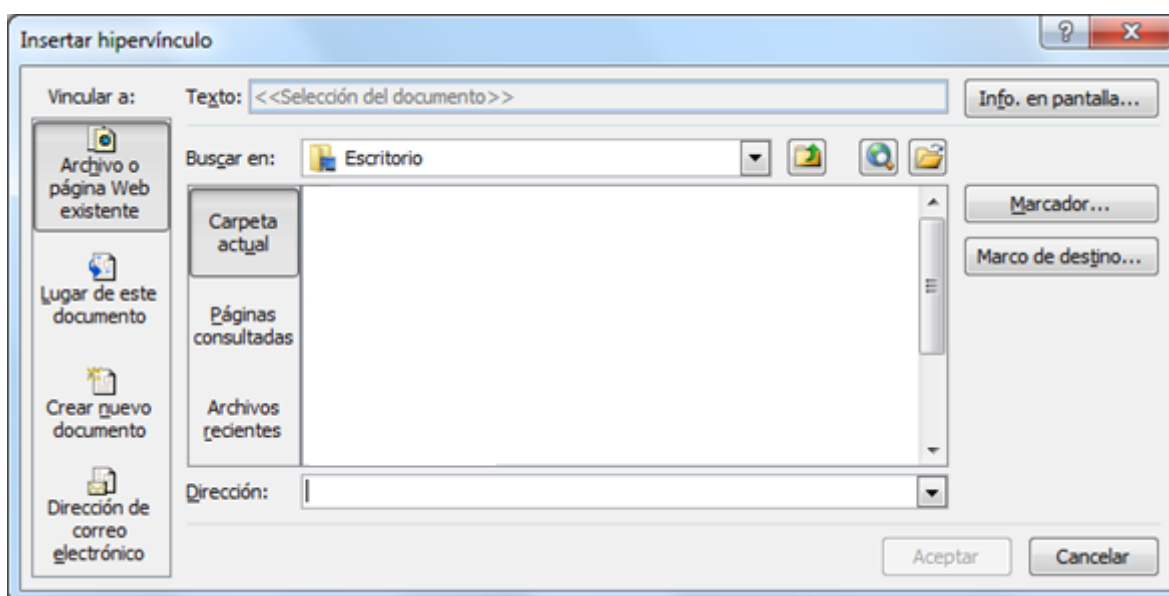 Insertar hipervínculo
Vincular a:
Texto: <<Selección del documento>>
Info. en pantalla...
Archivo o
página Web
existente
Buscar en:
Escritorio
Lugar de este
documento
Crear nuevo
documento
Dirección de
correo
electrónico
Carpeta
actual
Páginas
consultadas
Archivos
recientes
Marcador...
Marco de destino...
Dirección:
Aceptar
Cancelar